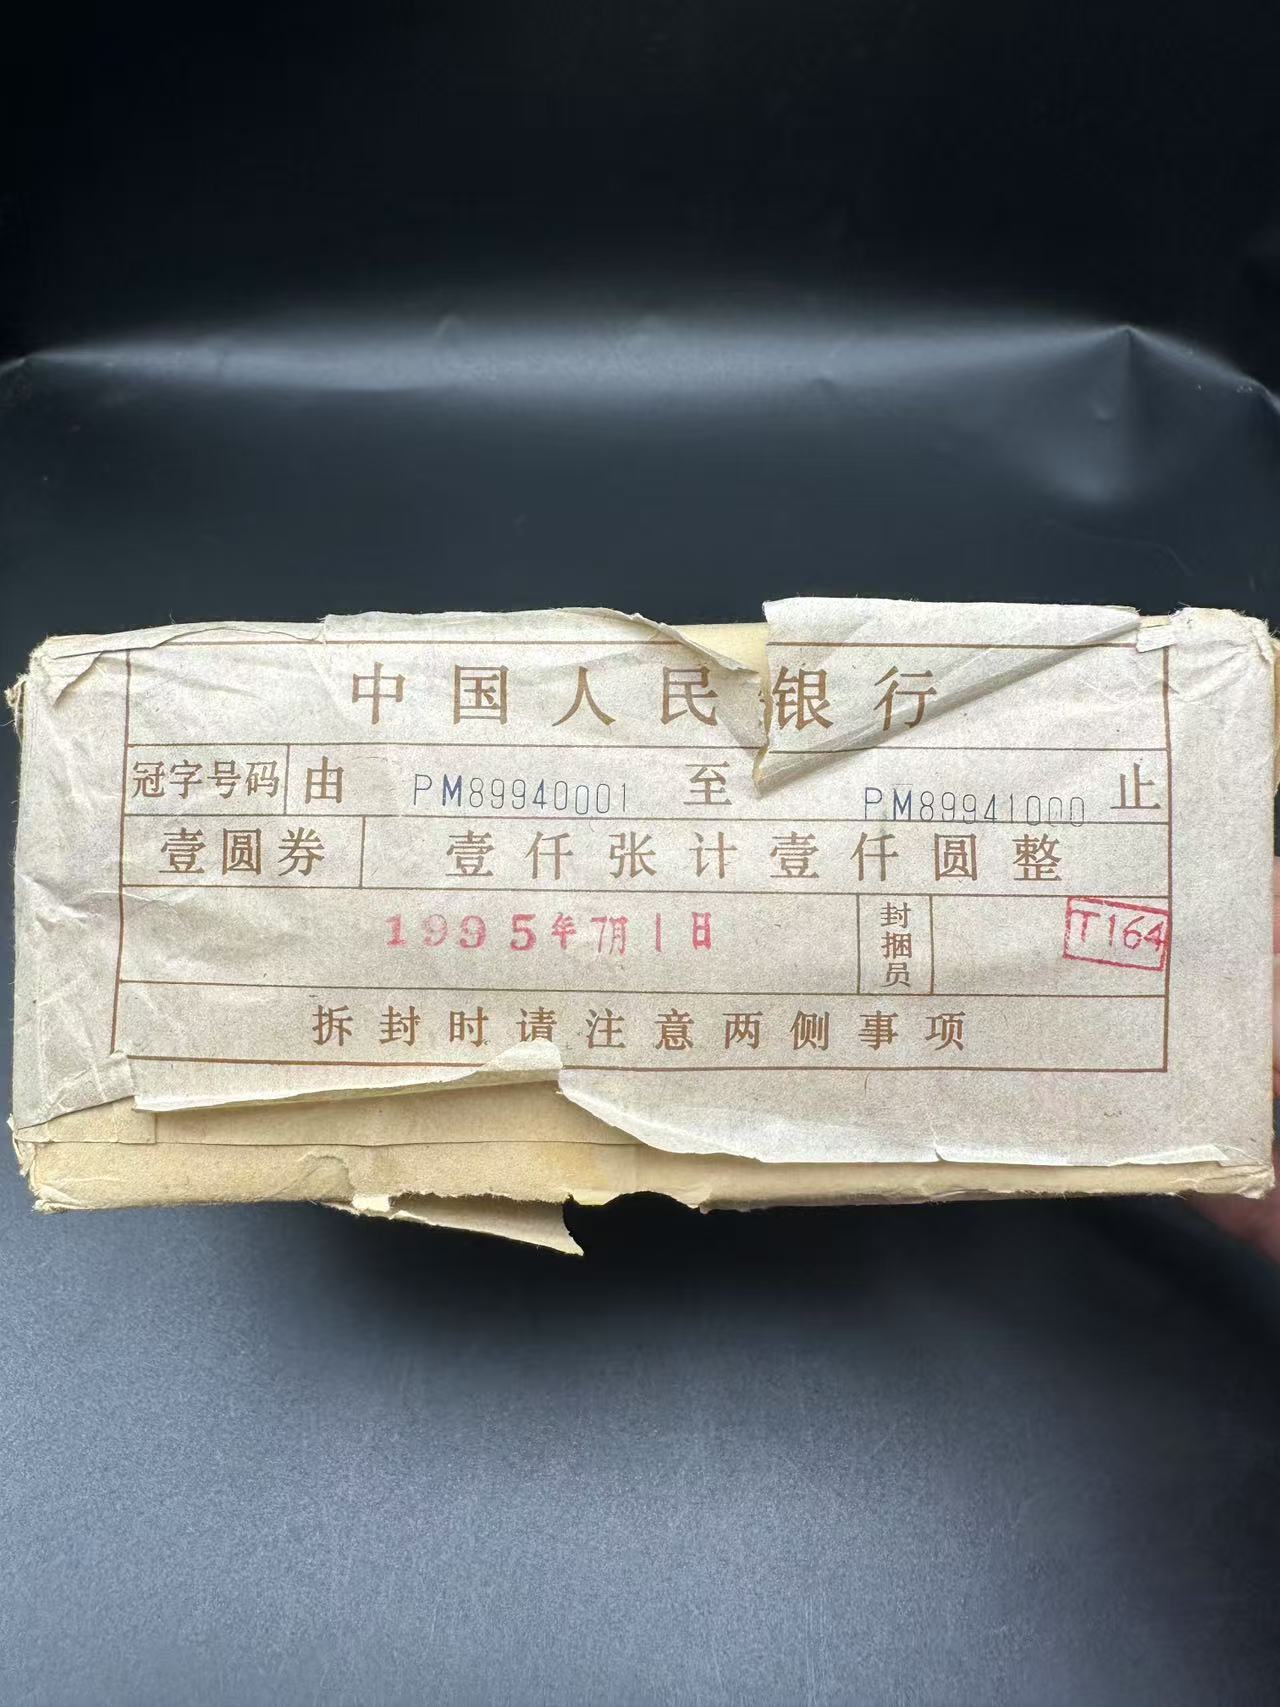 中国人民银行
冠字号码 由 PM89940001 至 PM89941000 止
壹圆券 壹仟张计壹仟圆整
1995年7月1日 封捆员 T164
拆封时请注意两侧事项